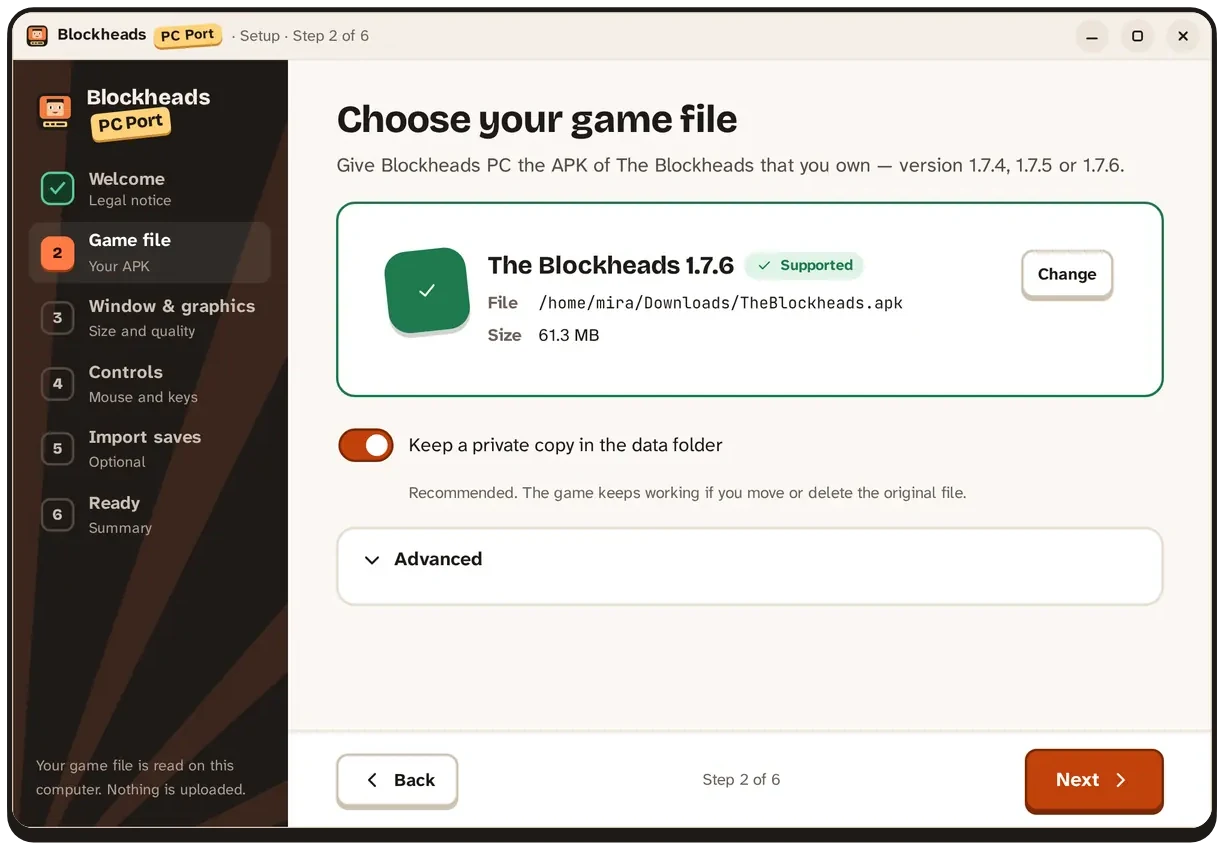 Blockheads PC Port · Setup · Step 2 of 6
Blockheads
PC Port
Welcome
Legal notice
2
Game file
Your APK
3
Window & graphics
Size and quality
4
Controls
Mouse and keys
5
Import saves
Optional
6
Ready
Summary
Your game file is read on this
computer. Nothing is uploaded.
Choose your game file
Give Blockheads PC the APK of The Blockheads that you own — version 1.7.4, 1.7.5 or 1.7.6.
The Blockheads 1.7.6 Supported
File /home/mira/Downloads/TheBlockheads.apk
Size 61.3 MB
Change
Keep a private copy in the data folder
Recommended. The game keeps working if you move or delete the original file.
Advanced
Back
Step 2 of 6
Next